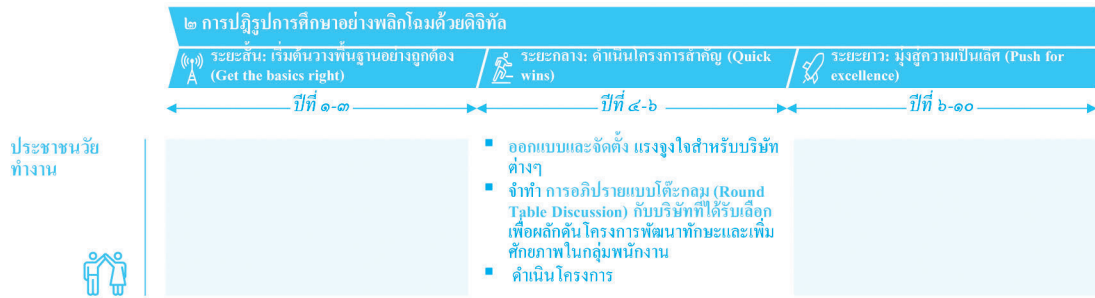 ๒ การปฎิรูปการศึกษาอย่างพลิกโฉมด้วยดิจิทัล
ระยะสั้น: เริ่มต้นวางพื้นฐานอย่างถูกต้อง
(Get the basics right)
ระยะกลาง: ดำเนินโครงการสำคัญ (Quick
wins)
ระยะยาว: มุ่งสู่ความเป็นเลิศ (Push for
excellence)
ปีที่ ๑-๓
ปีที่ ๔-๖
ปีที่ ๖-๑๐
ประชาชนวัย
ทำงาน
▪ ออกแบบและจัดตั้ง แรงจูงใจสำหรับบริษัท
ต่างๆ
▪ จำทำ การอภิปรายแบบโต๊ะกลม (Round
Table Discussion) กับบริษัทที่ได้รับเลือก
เพื่อผลักดันโครงการพัฒนาทักษะและเพิ่ม
ศักยภาพในกลุ่มพนักงาน
▪ ดำเนินโครงการ